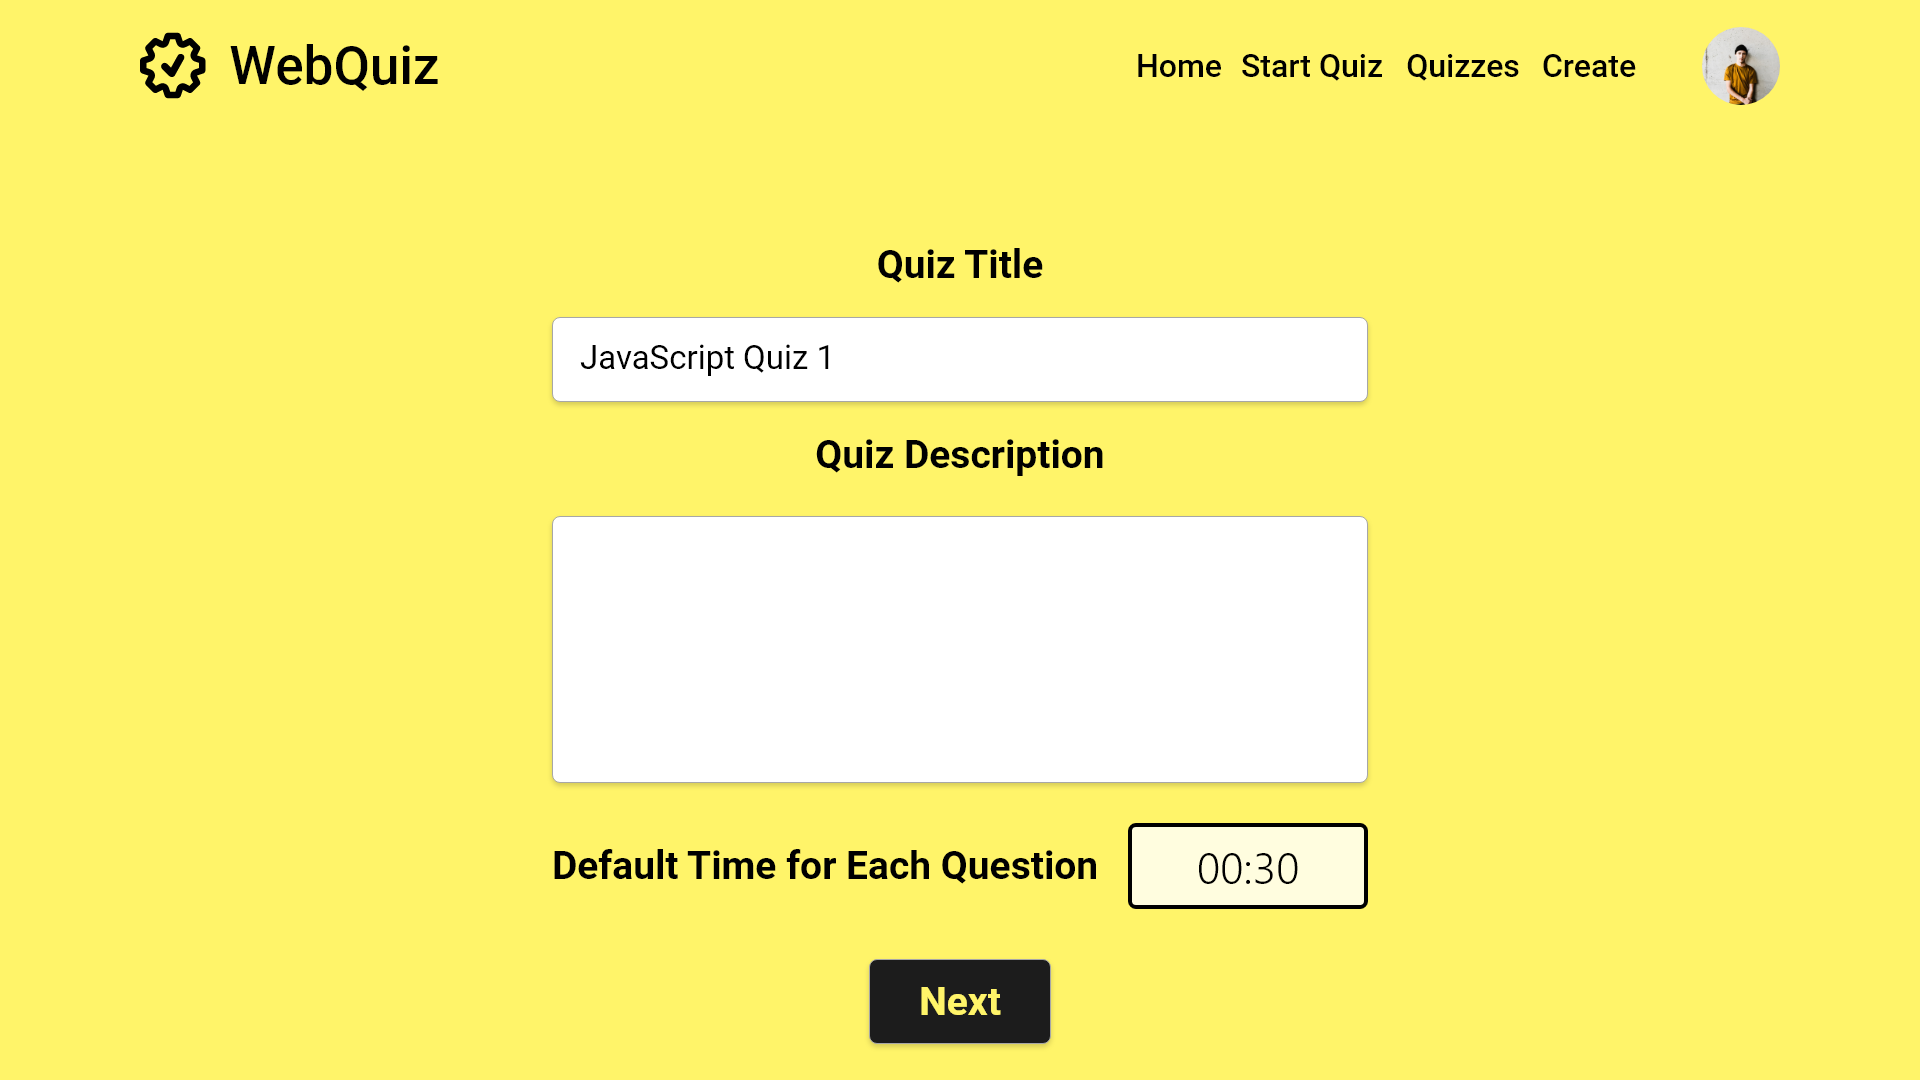 WebQuiz
Home Start Quiz Quizzes Create
Quiz Title
JavaScript Quiz 1
Quiz Description
Default Time for Each Question 00:30
Next